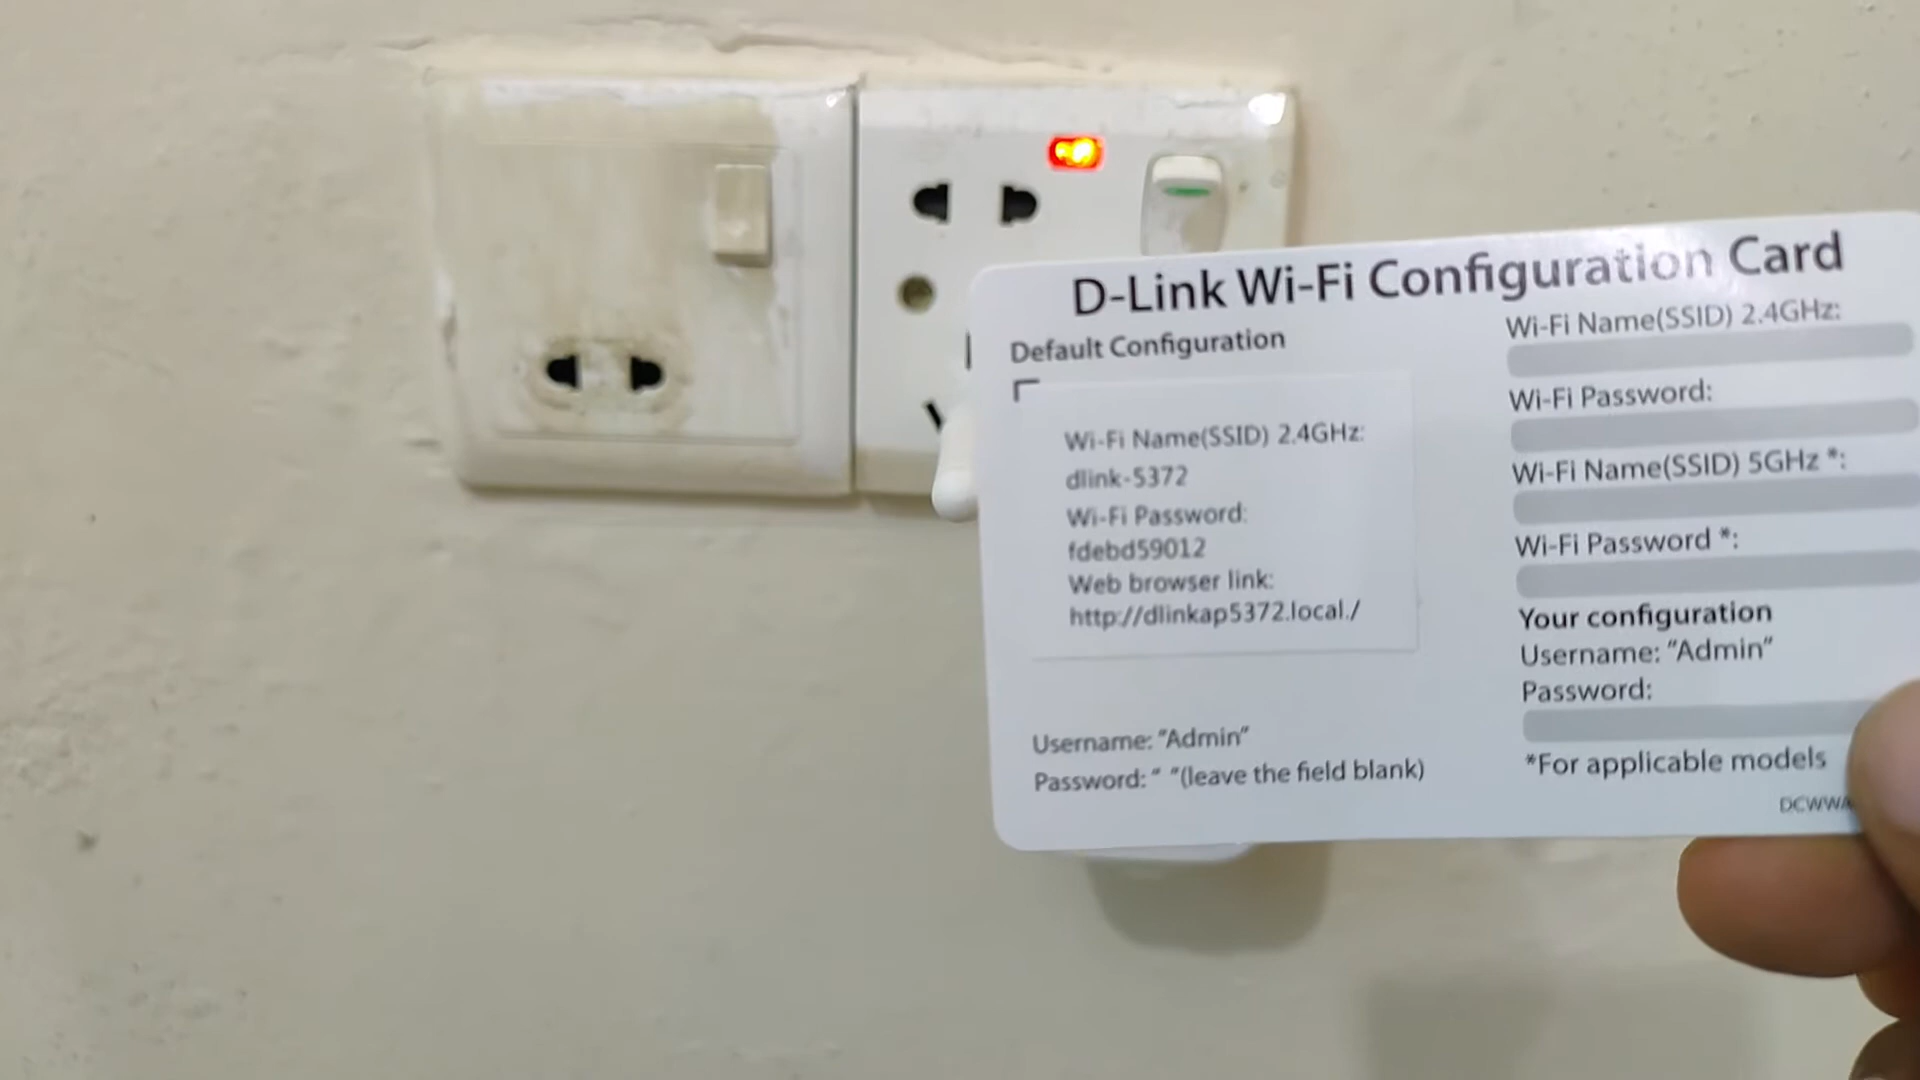 D-Link Wi-Fi Configuration Card
Default Configuration
Wi-Fi Name(SSID) 2.4GHz:
dlink-5372
Wi-Fi Password:
fdebd59012
Web browser link:
http://dlinkap5372.local./
Username: "Admin"
Password: " "(leave the field blank)
Wi-Fi Name(SSID) 2.4GHz:
Wi-Fi Password:
Wi-Fi Name(SSID) 5GHz *:
Wi-Fi Password *:
Your configuration
Username: "Admin"
Password:
*For applicable models